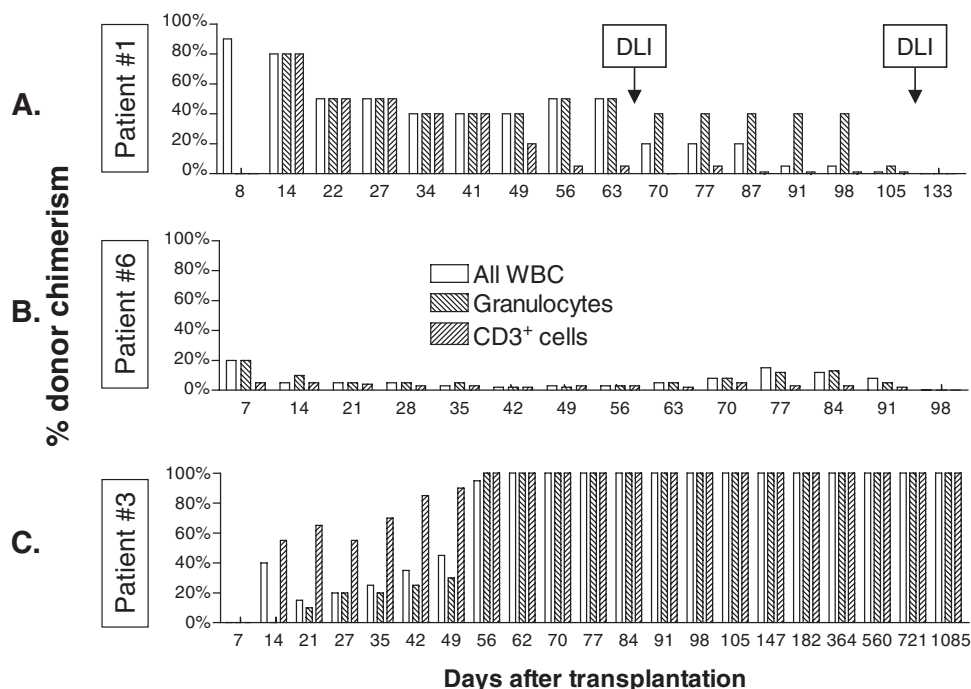 A.
Patient #1
% donor chimerism
100%
80%
60%
40%
20%
0%
DLI
DLI
8 14 22 27 34 41 49 56 63 70 77 87 91 98 105 133
B.
Patient #6
100%
80%
60%
40%
20%
0%
All WBC
Granulocytes
CD3+ cells
7 14 21 28 35 42 49 56 63 70 77 84 91 98
C.
Patient #3
100%
80%
60%
40%
20%
0%
7 14 21 27 35 42 49 56 62 70 77 84 91 98 105 147 182 364 560 721 1085
Days after transplantation